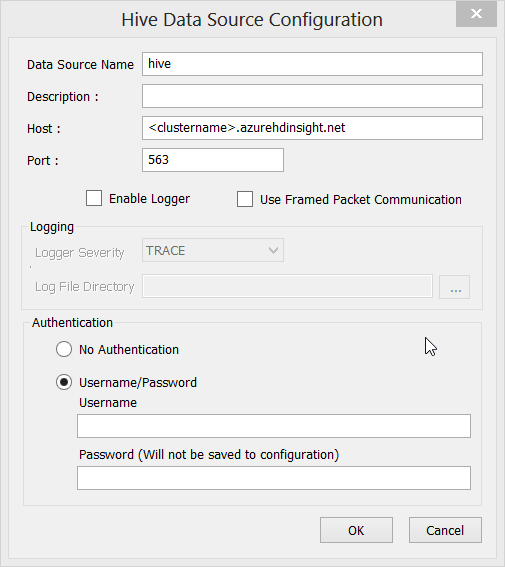 Hive Data Source Configuration
Data Source Name hive
Description :
Host : <clustername>.azurehdinsight.net
Port : 563
Enable Logger Use Framed Packet Communication
Logging
Logger Severity TRACE
Log File Directory ...
Authentication
No Authentication
Username/Password
Username
Password (Will not be saved to configuration)
OK Cancel